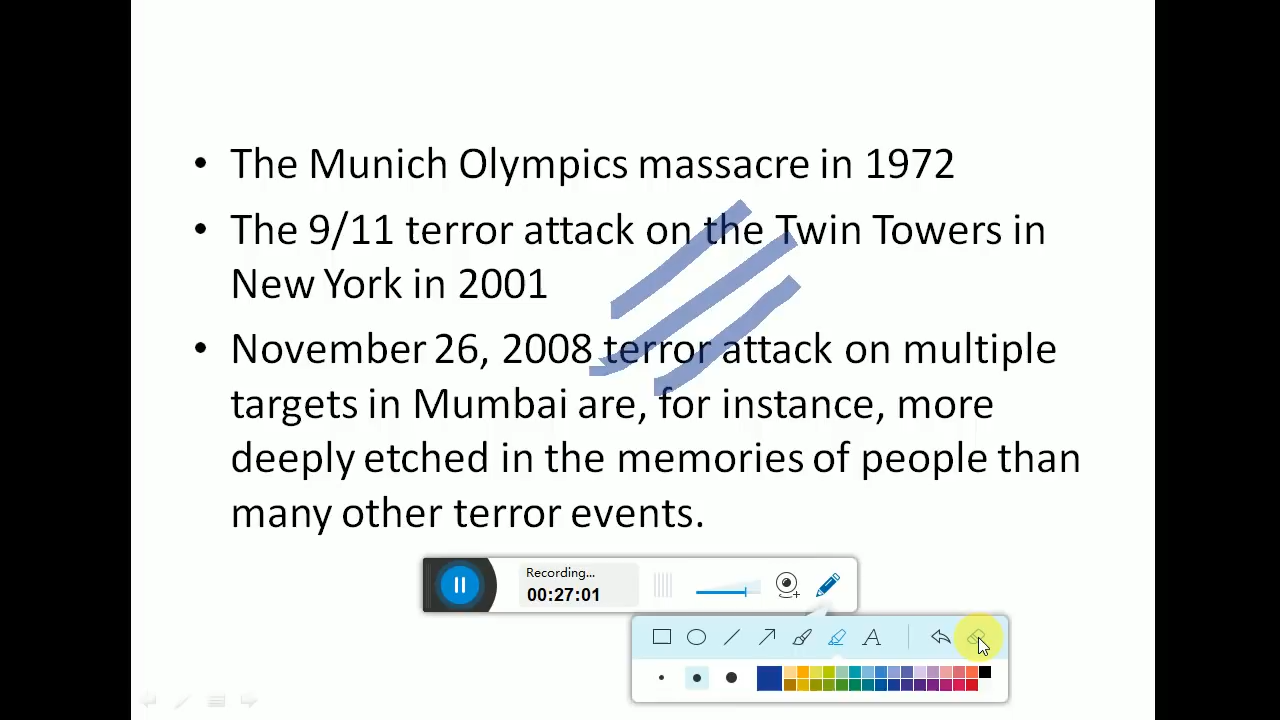 • The Munich Olympics massacre in 1972
• The 9/11 terror attack on the Twin Towers in
New York in 2001
• November 26, 2008 terror attack on multiple
targets in Mumbai are, for instance, more
deeply etched in the memories of people than
many other terror events.
Recording...
00:27:01
A